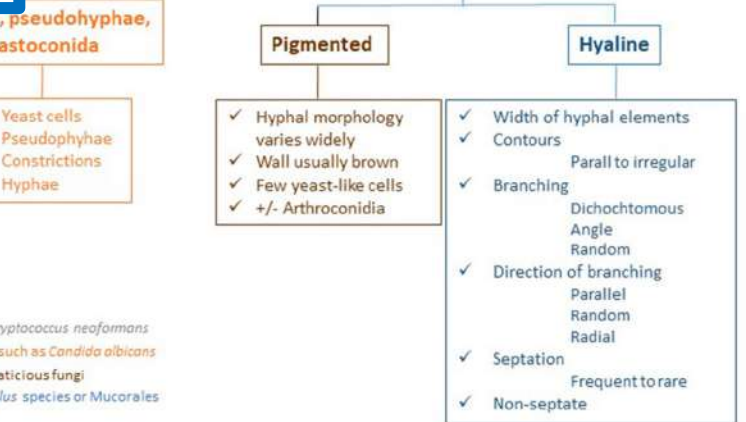 , pseudohyphae,
astoconida
Yeast cells
Pseudophyhae
Constrictions
Hyphae
Pigmented
✓ Hyphal morphology
varies widely
✓ Wall usually brown
✓ Few yeast-like cells
✓ +/- Arthroconidia
Hyaline
✓ Width of hyphal elements
✓ Contours
Parall to irregular
✓ Branching
Dichochtomous
Angle
Random
✓ Direction of branching
Parallel
Random
Radial
✓ Septation
Frequent to rare
✓ Non-septate
yptococcus neoformans
such as Candida albicans
aticious fungi
lus species or Mucorales